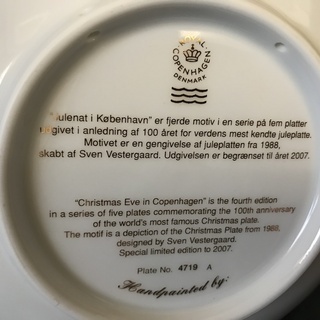 ROYAL
COPENHAGEN
DENMARK
"Julenat i København" er fjerde motiv i en serie på fem platter
udgivet i anledning af 100 året for verdens mest kendte juleplatte.
Motivet er en gengivelse af juleplatten fra 1988,
skabt af Sven Vestergaard. Udgivelsen er begrænset til året 2007.
"Christmas Eve in Copenhagen" is the fourth edition
in a series of five plates commemorating the 100th anniversary
of the world's most famous Christmas plate.
The motif is a depiction of the Christmas Plate from 1988,
designed by Sven Vestergaard.
Special limited edition to 2007.
Plate No. 4719 A
Handpainted by: